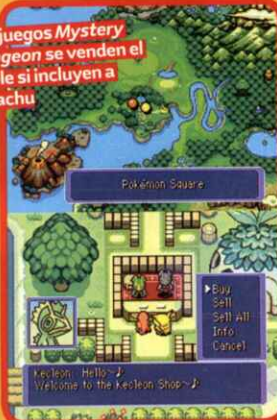 juegos Mystery
geon se venden el
le si incluyen a
achu
Pokémon Square
Buy
Sell
Sell All
Info
Cancel
Kecleon: Hello~♪
Welcome to the Kecleon Shop~♪